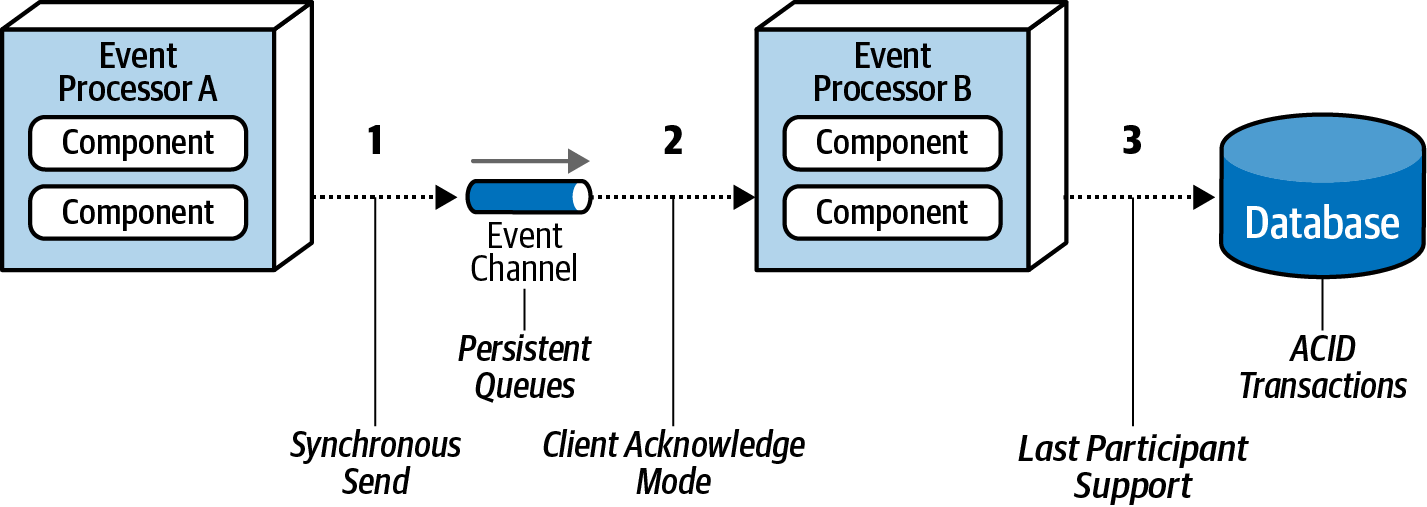 Event
Processor A
Component
Component
1
Event
Channel
Persistent
Queues
Synchronous
Send
2
Client Acknowledge
Mode
Event
Processor B
Component
Component
3
Last Participant
Support
Database
ACID
Transactions